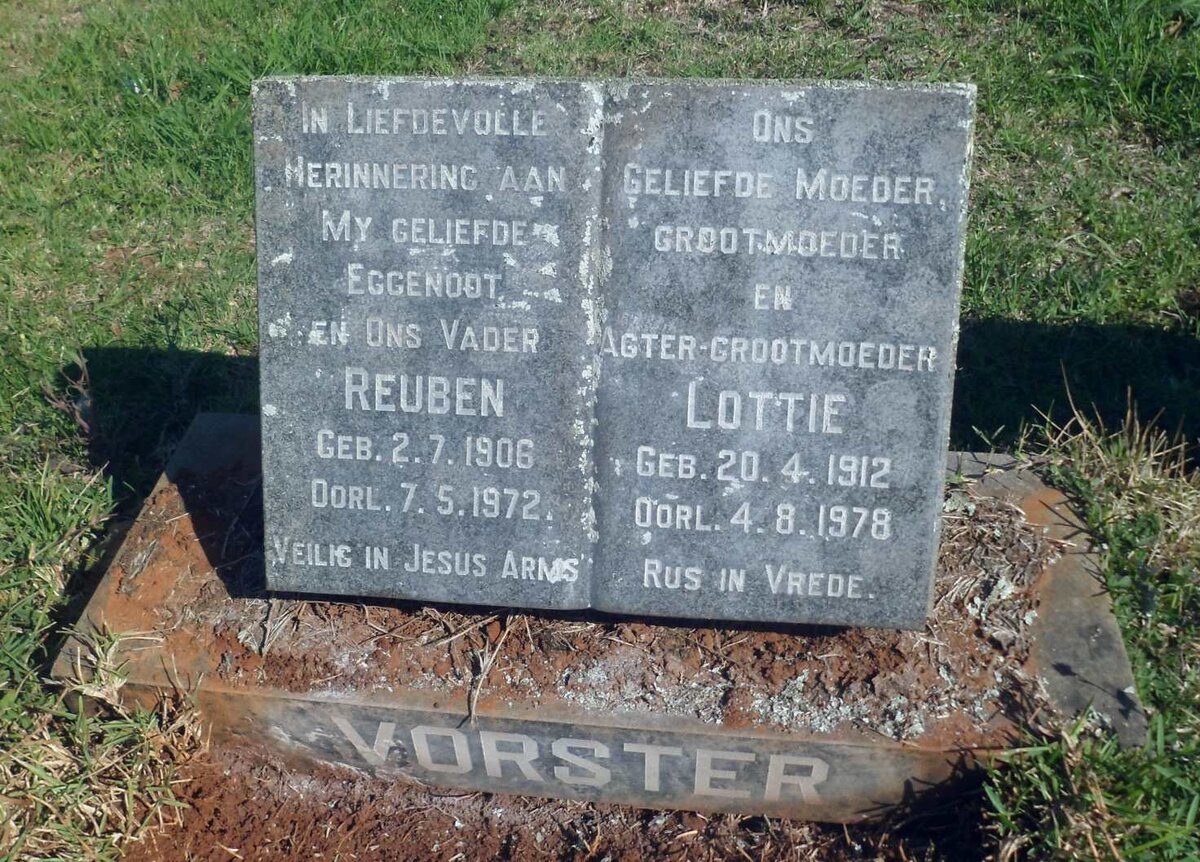 In Liefdevolle
Herinnering aan
My geliefde
Eggenoot
en Ons Vader
Reuben
Geb. 2. 7. 1906
Oorl. 7. 5. 1972.
Veilig in Jesus Arms
Ons
Geliefde Moeder,
grootmoeder
en
Agter-grootmoeder
Lottie
Geb. 20. 4. 1912
Oorl. 4. 8. 1978
Rus in Vrede.
VORSTER